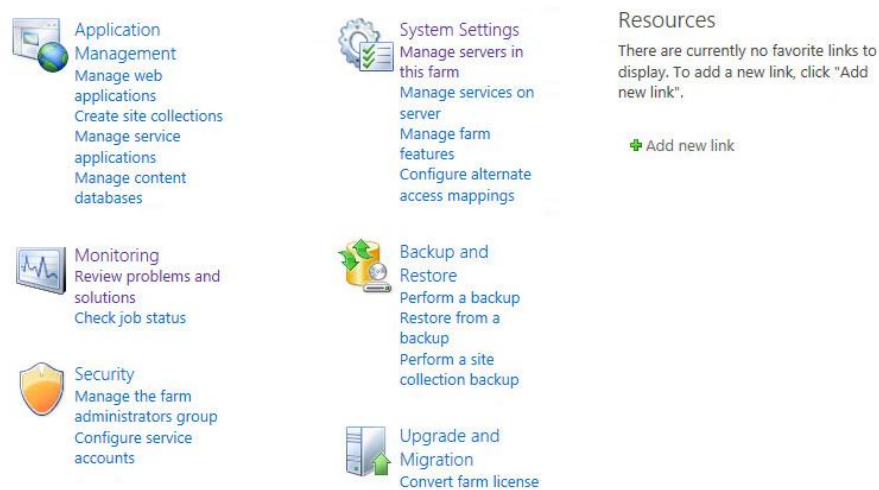 Application
Management
Manage web
applications
Create site collections
Manage service
applications
Manage content
databases
Monitoring
Review problems and
solutions
Check job status
Security
Manage the farm
administrators group
Configure service
accounts
System Settings
Manage servers in
this farm
Manage services on
server
Manage farm
features
Configure alternate
access mappings
Backup and
Restore
Perform a backup
Restore from a
backup
Perform a site
collection backup
Upgrade and
Migration
Convert farm license
Resources
There are currently no favorite links to
display. To add a new link, click "Add
new link".
Add new link